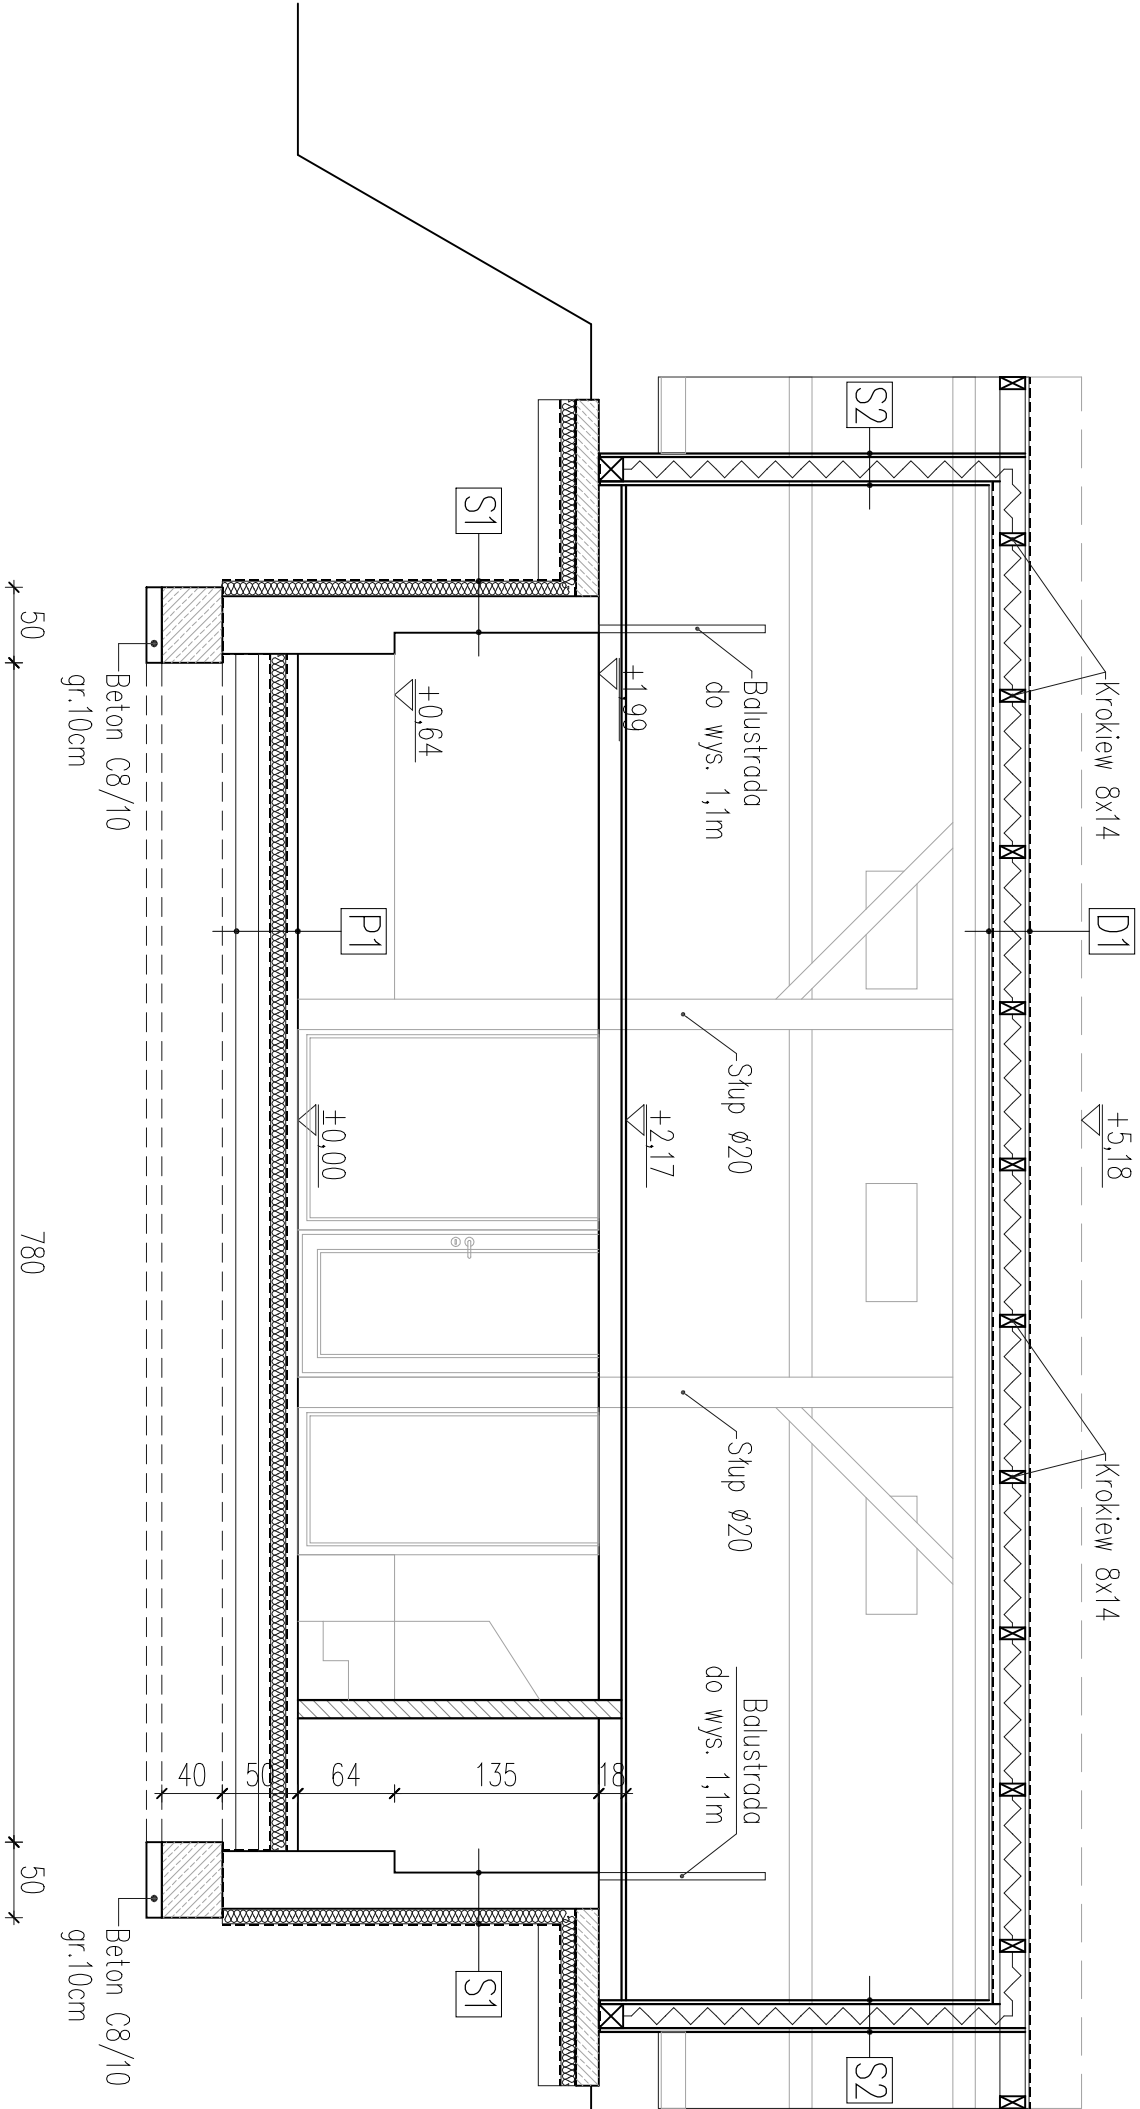 +5,18
D1
Krokiew 8x14
Krokiew 8x14
S2
S2
Balustrada
do wys. 1,1m
Słup ø20
Słup ø20
Balustrada
do wys. 1,1m
+2,17
+1,99
+0,64
±0,00
S1
S1
P1
18
135
64
50
40
Beton C8/10
gr.10cm
Beton C8/10
gr.10cm
50
780
50